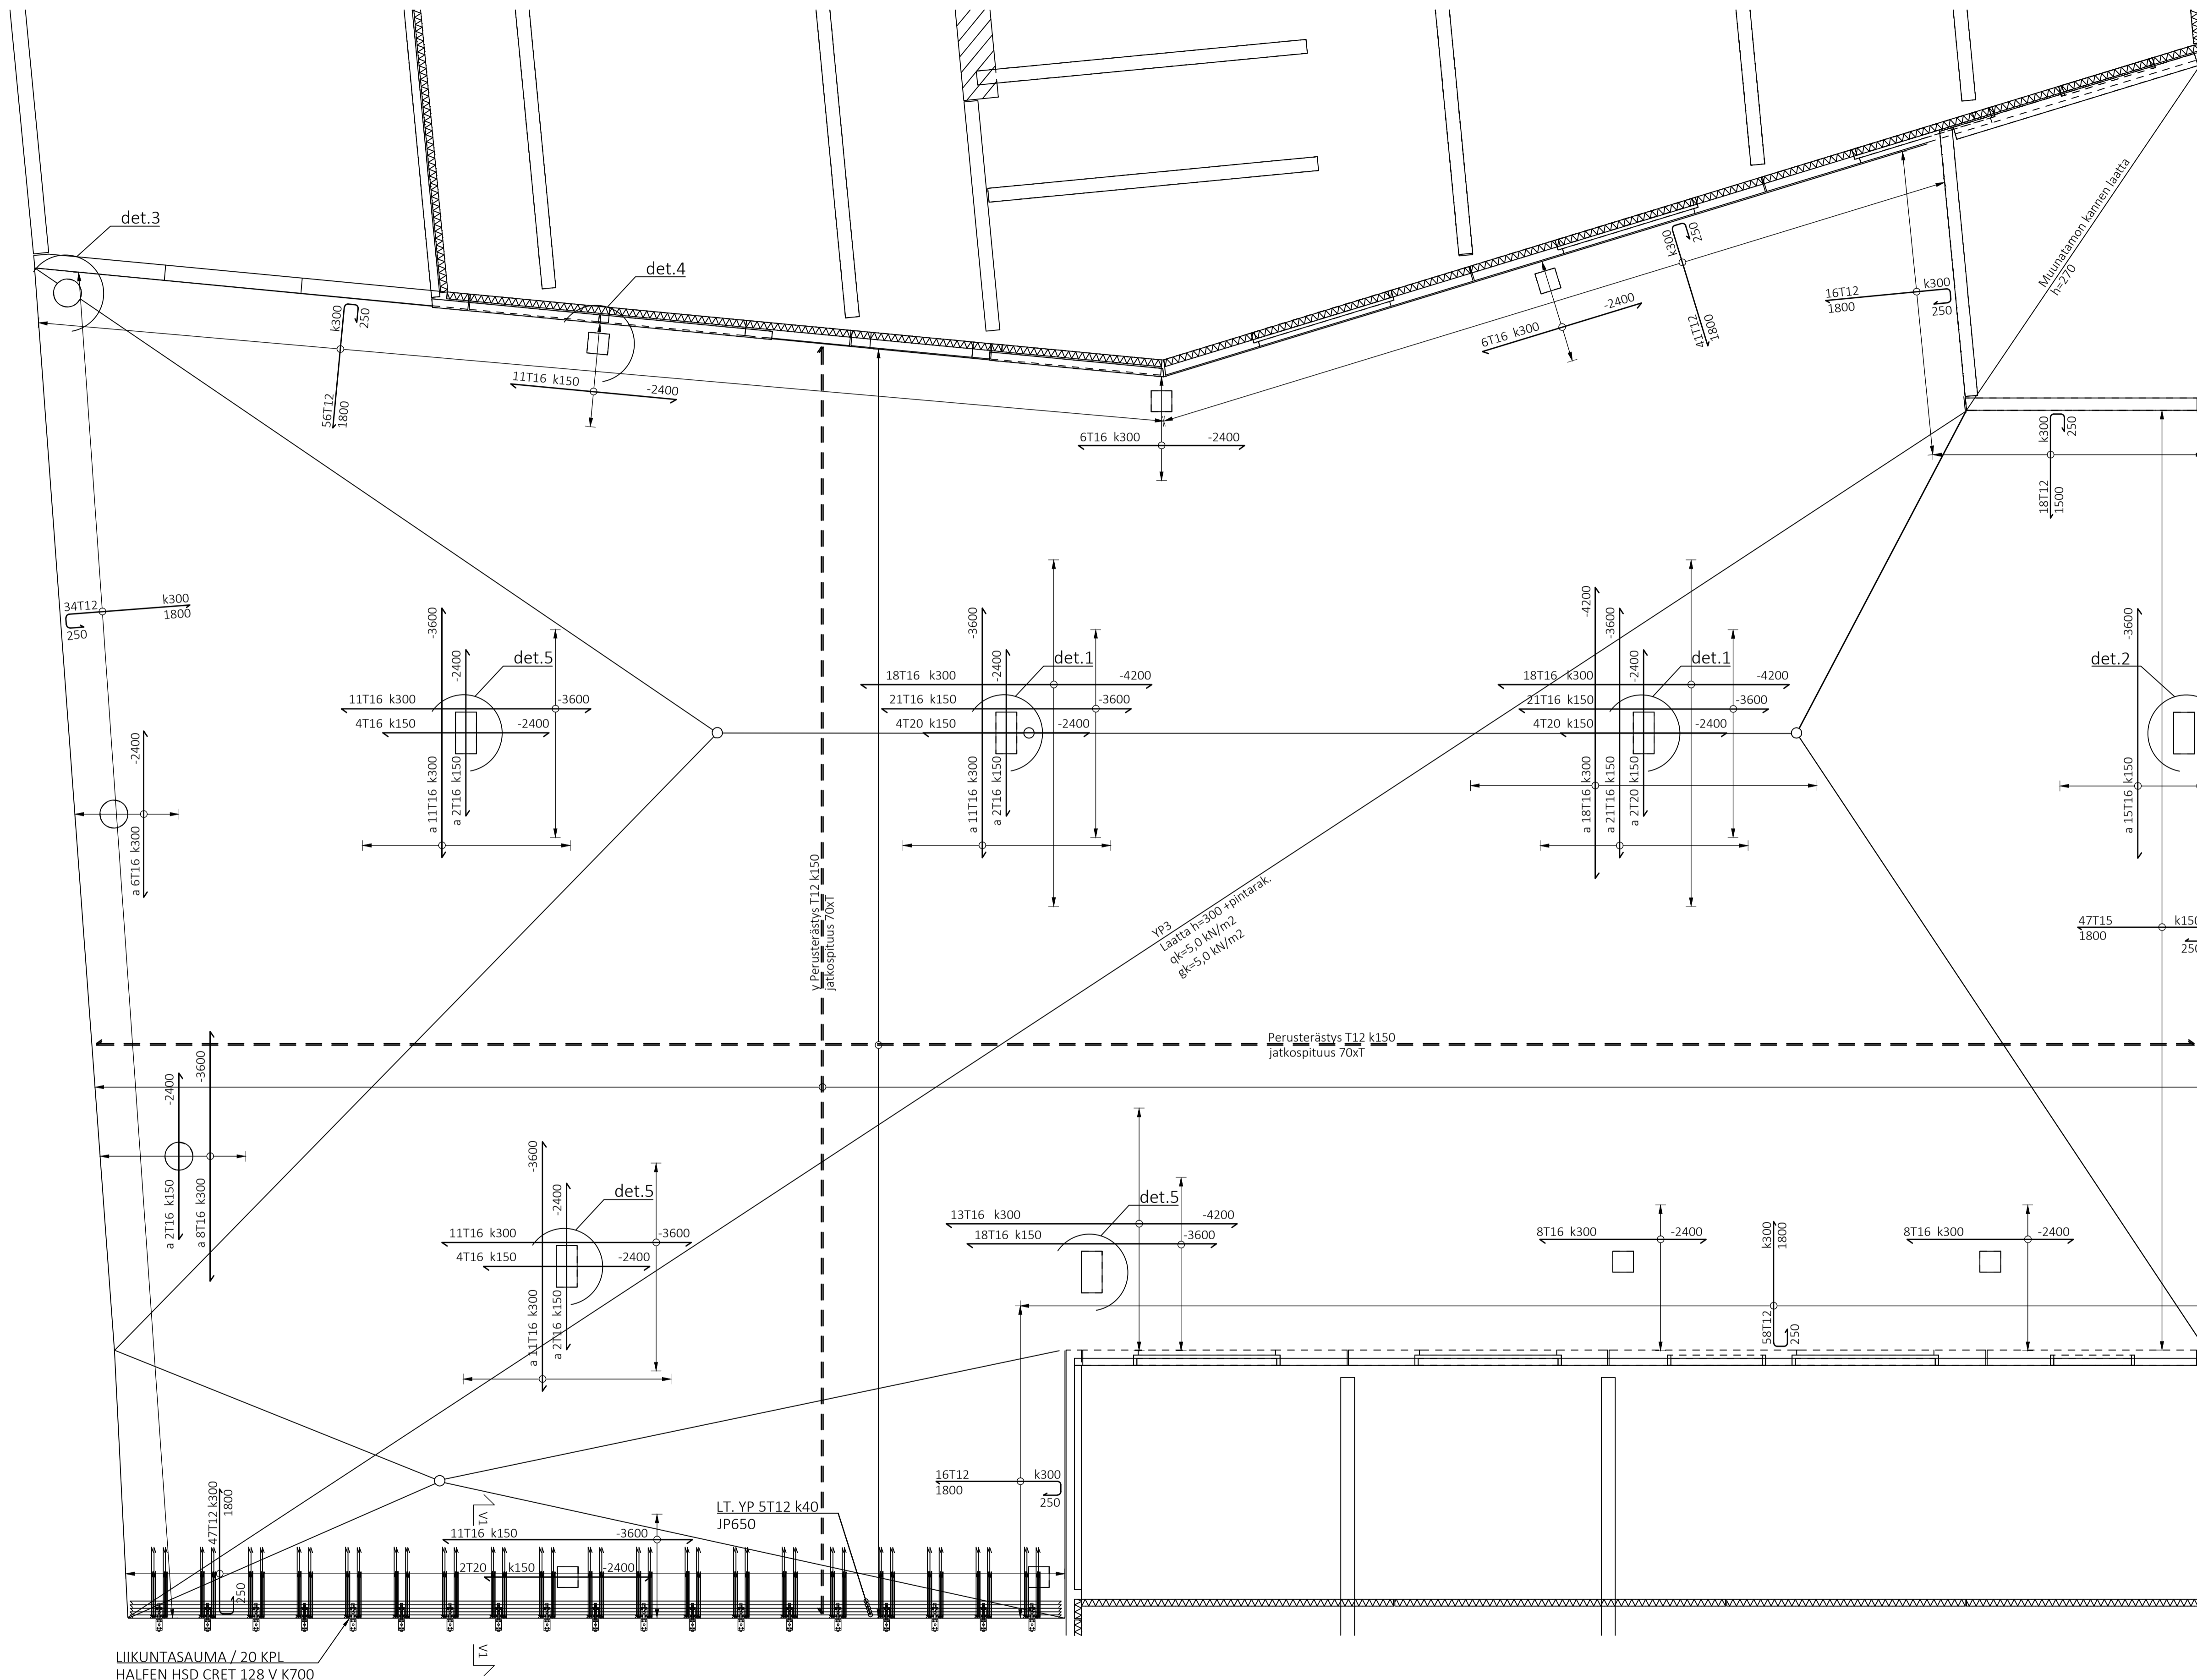 det.3
k300
250
56T12
1800
det.4
11T16 k150
-2400
6T16 k300
-2400
6T16 k300
-2400
k300
250
41T12
1800
16T12
k300
1800
250
Muunatamon kannen laatta
h=270
k300
250
18T12
1500
34T12
k300
250
1800
-3600
-2400
det.5
11T16 k300
-3600
4T16 k150
-2400
a 11T16 k300
a 2T16 k150
-3600
-2400
det.1
18T16 k300
-4200
21T16 k150
-3600
4T20 k150
-2400
a 11T16 k300
a 2T16 k150
-4200
-3600
-2400
det.1
18T16 k300
-4200
21T16 k150
-3600
4T20 k150
-2400
a 18T16 k300
a 21T16 k150
a 2T20 k150
-3600
det.2
a 15T16 k150
-2400
a 6T16 k300
y Perusterästys T12 k150
jatkospituus 70xT
YP3
Laatta h=300 +pintarak.
qk=5,0 kN/m2
gk=5,0 kN/m2
47T15
k150
1800
250
Perusterästys T12 k150
jatkospituus 70xT
-2400
-3600
a 2T16 k150
a 8T16 k300
-3600
-2400
det.5
11T16 k300
-3600
4T16 k150
-2400
a 11T16 k300
a 2T16 k150
det.5
13T16 k300
-4200
18T16 k150
-3600
8T16 k300
-2400
k300
1800
58T12
250
8T16 k300
-2400
16T12
k300
1800
250
47T12 k300
1800
250
V1
11T16 k150
-3600
2T20 k150
-2400
LT. YP 5T12 k40
JP650
V1
LIIKUNTASAUMA / 20 KPL
HALFEN HSD CRET 128 V K700